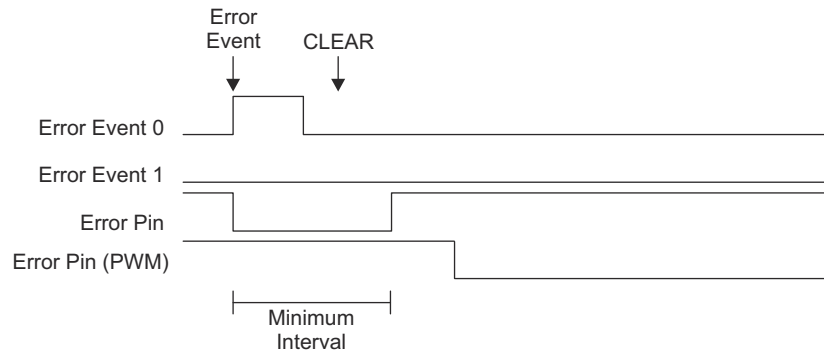 Error
Event
CLEAR
Error Event 0
Error Event 1
Error Pin
Error Pin (PWM)
Minimum
Interval